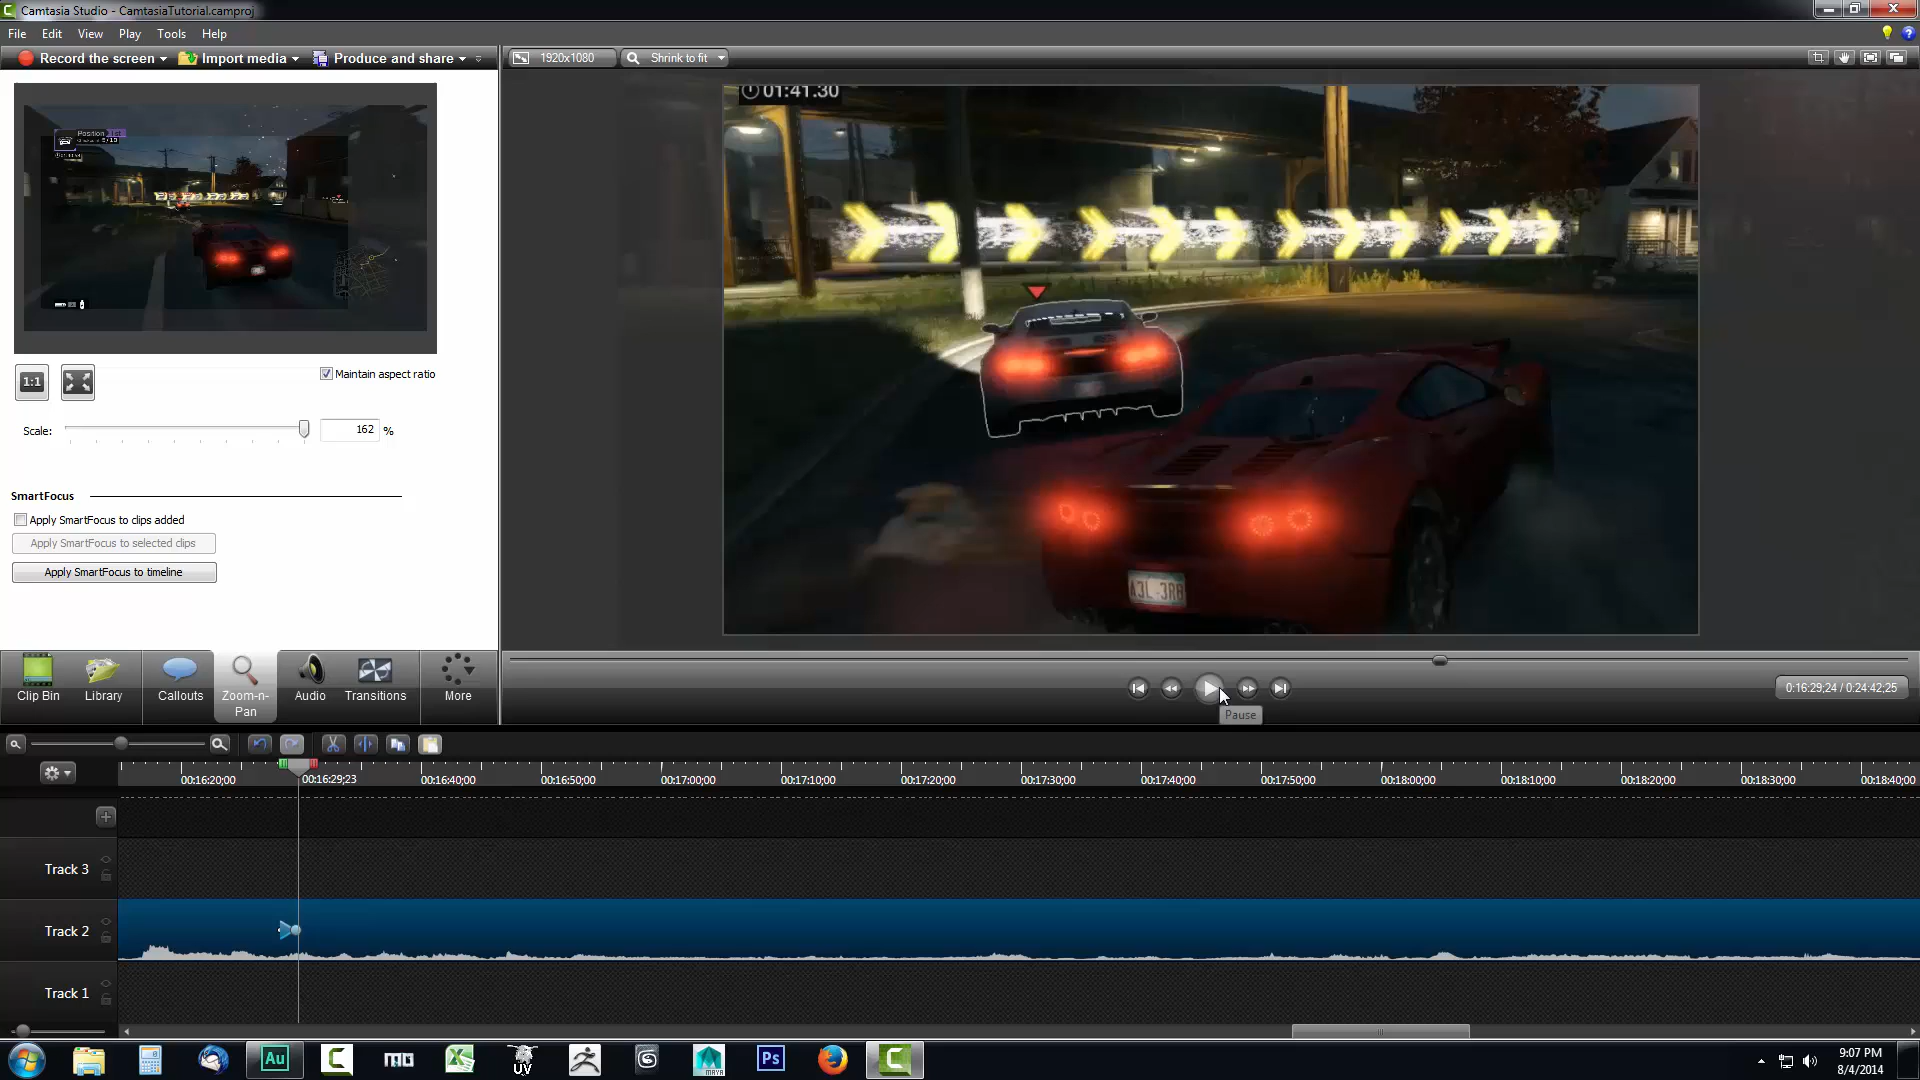 Camtasia Studio - CamtasiaTutorial.camproj
File Edit View Play Tools Help
Record the screen Import media Produce and share
1920x1080 Shrink to fit
01:41.30
Position 1st
1:1
Maintain aspect ratio
Scale: 162 %
SmartFocus
Apply SmartFocus to clips added
Apply SmartFocus to selected clips
Apply SmartFocus to timeline
A3L 3RR
Clip Bin Library Callouts Zoom-n-Pan Audio Transitions More
0:16:29;24 / 0:24:42;25
Pause
00:16:20;00 00:16:29;23 00:16:40;00 00:16:50;00 00:17:00;00 00:17:10;00 00:17:20;00 00:17:30;00 00:17:40;00 00:17:50;00 00:18:00;00 00:18:10;00 00:18:20;00 00:18:30;00 00:18:40;00
Track 3
Track 2
Track 1
Au UV MAYA Ps
9:07 PM
8/4/2014